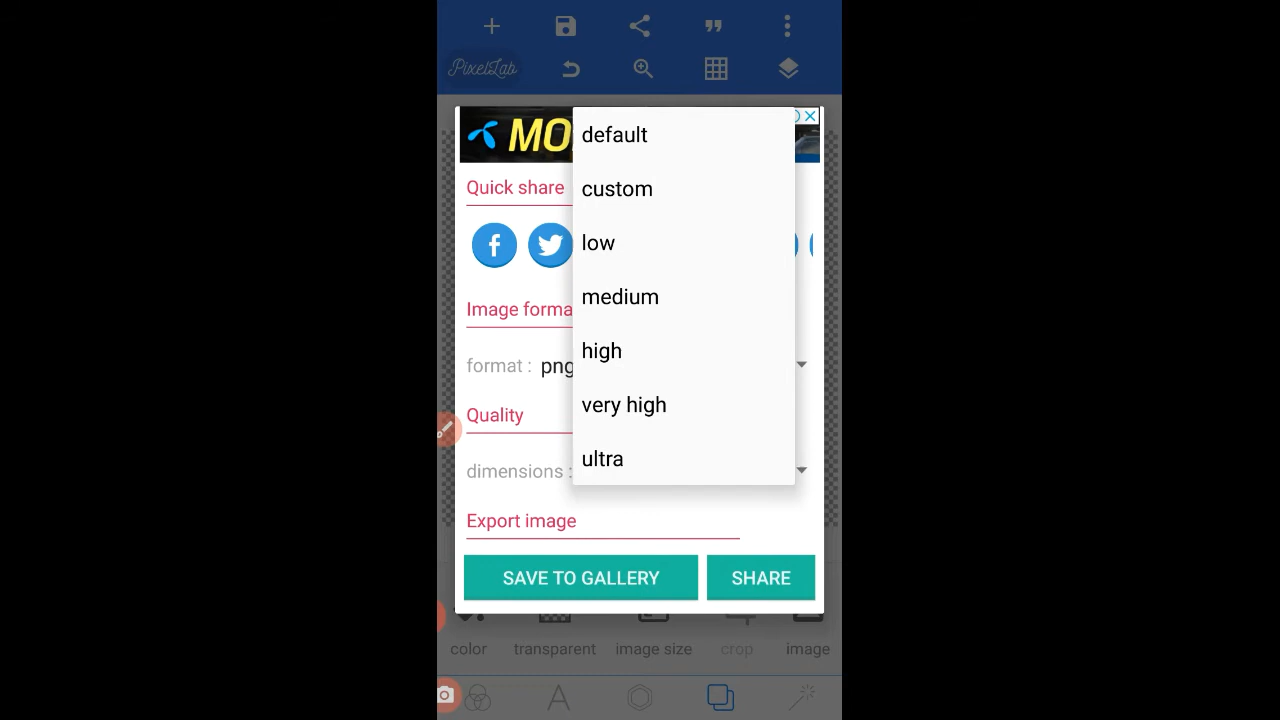 PixelLab
MO
default
Quick share
custom
low
Image forma
medium
format : png
high
Quality
very high
dimensions :
ultra
Export image
SAVE TO GALLERY
SHARE
color
transparent
image size
crop
image